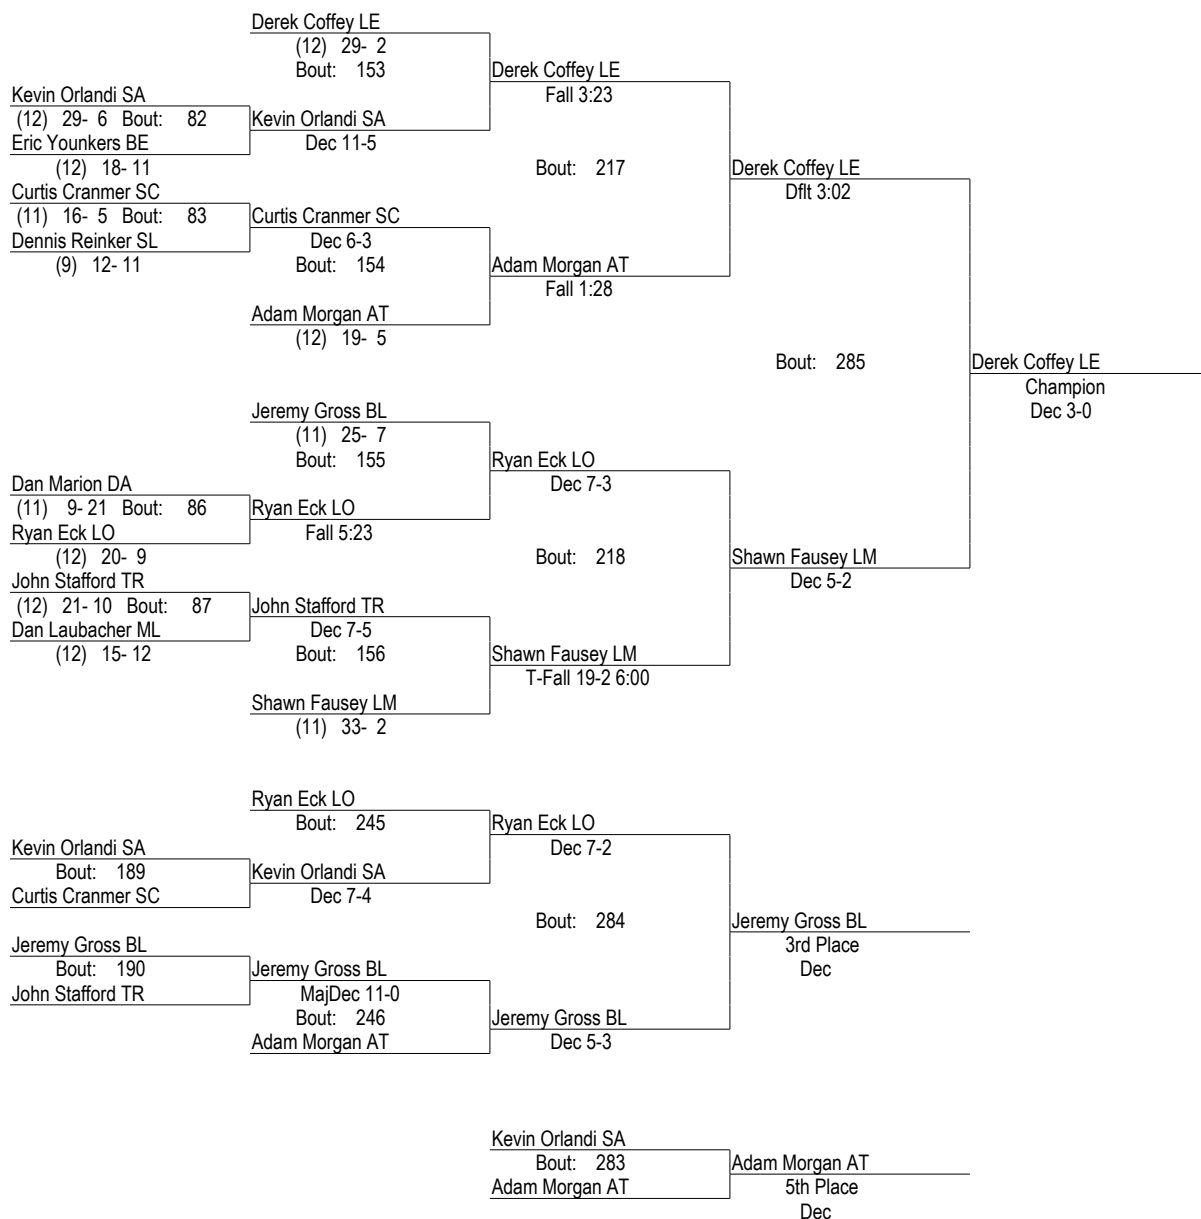 Derek Coffey LE
(12) 29- 2
Bout: 153
Derek Coffey LE
Fall 3:23
Kevin Orlandi SA
(12) 29- 6 Bout: 82
Kevin Orlandi SA
Dec 11-5
Eric Younkers BE
(12) 18- 11
Bout: 217
Derek Coffey LE
Dflt 3:02
Curtis Cranmer SC
(11) 16- 5 Bout: 83
Curtis Cranmer SC
Dec 6-3
Dennis Reinker SL
(9) 12- 11
Bout: 154
Adam Morgan AT
Fall 1:28
Adam Morgan AT
(12) 19- 5
Bout: 285
Derek Coffey LE
Champion
Dec 3-0
Jeremy Gross BL
(11) 25- 7
Bout: 155
Ryan Eck LO
Dec 7-3
Dan Marion DA
(11) 9- 21 Bout: 86
Ryan Eck LO
Fall 5:23
Ryan Eck LO
(12) 20- 9
Bout: 218
Shawn Fausey LM
Dec 5-2
John Stafford TR
(12) 21- 10 Bout: 87
John Stafford TR
Dec 7-5
Dan Laubacher ML
(12) 15- 12
Bout: 156
Shawn Fausey LM
T-Fall 19-2 6:00
Shawn Fausey LM
(11) 33- 2
Ryan Eck LO
Bout: 245
Ryan Eck LO
Dec 7-2
Kevin Orlandi SA
Bout: 189
Kevin Orlandi SA
Dec 7-4
Curtis Cranmer SC
Bout: 284
Jeremy Gross BL
3rd Place
Dec
Jeremy Gross BL
Bout: 190
Jeremy Gross BL
MajDec 11-0
John Stafford TR
Bout: 246
Jeremy Gross BL
Dec 5-3
Adam Morgan AT
Kevin Orlandi SA
Bout: 283
Adam Morgan AT
Adam Morgan AT
5th Place
Dec